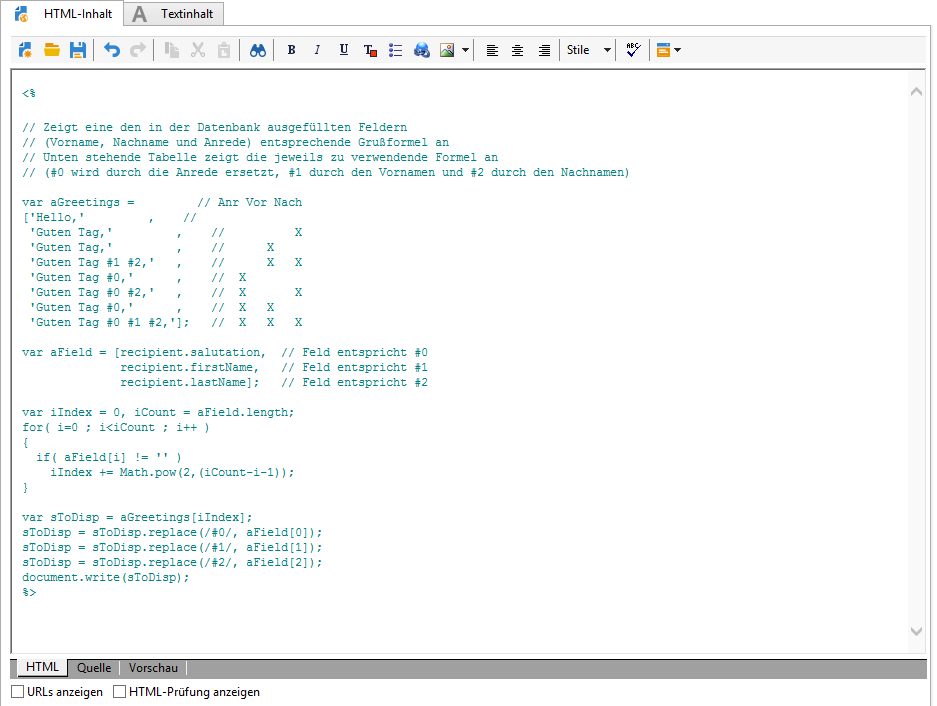 HTML-Inhalt
A Textinhalt
B I U T Stile ABC
<%
// Zeigt eine den in der Datenbank ausgefüllten Feldern
// (Vorname, Nachname und Anrede) entsprechende Grußformel an
// Unten stehende Tabelle zeigt die jeweils zu verwendende Formel an
// (#0 wird durch die Anrede ersetzt, #1 durch den Vornamen und #2 durch den Nachnamen)
var aGreetings =         // Anr Vor Nach
['Hello,'         ,    //
 'Guten Tag,'         ,    //          X
 'Guten Tag,'         ,    //      X
 'Guten Tag #1 #2,'   ,    //      X   X
 'Guten Tag #0,'      ,    //  X
 'Guten Tag #0 #2,'   ,    //  X       X
 'Guten Tag #0,'      ,    //  X   X
 'Guten Tag #0 #1 #2,'];   //  X   X   X
var aField = [recipient.salutation,  // Feld entspricht #0
              recipient.firstName,   // Feld entspricht #1
              recipient.lastName];   // Feld entspricht #2
var iIndex = 0, iCount = aField.length;
for( i=0 ; i<iCount ; i++ )
{
  if( aField[i] != '' )
    iIndex += Math.pow(2,(iCount-i-1));
}
var sToDisp = aGreetings[iIndex];
sToDisp = sToDisp.replace(/#0/, aField[0]);
sToDisp = sToDisp.replace(/#1/, aField[1]);
sToDisp = sToDisp.replace(/#2/, aField[2]);
document.write(sToDisp);
%>
HTML Quelle Vorschau
URLs anzeigen HTML-Prüfung anzeigen